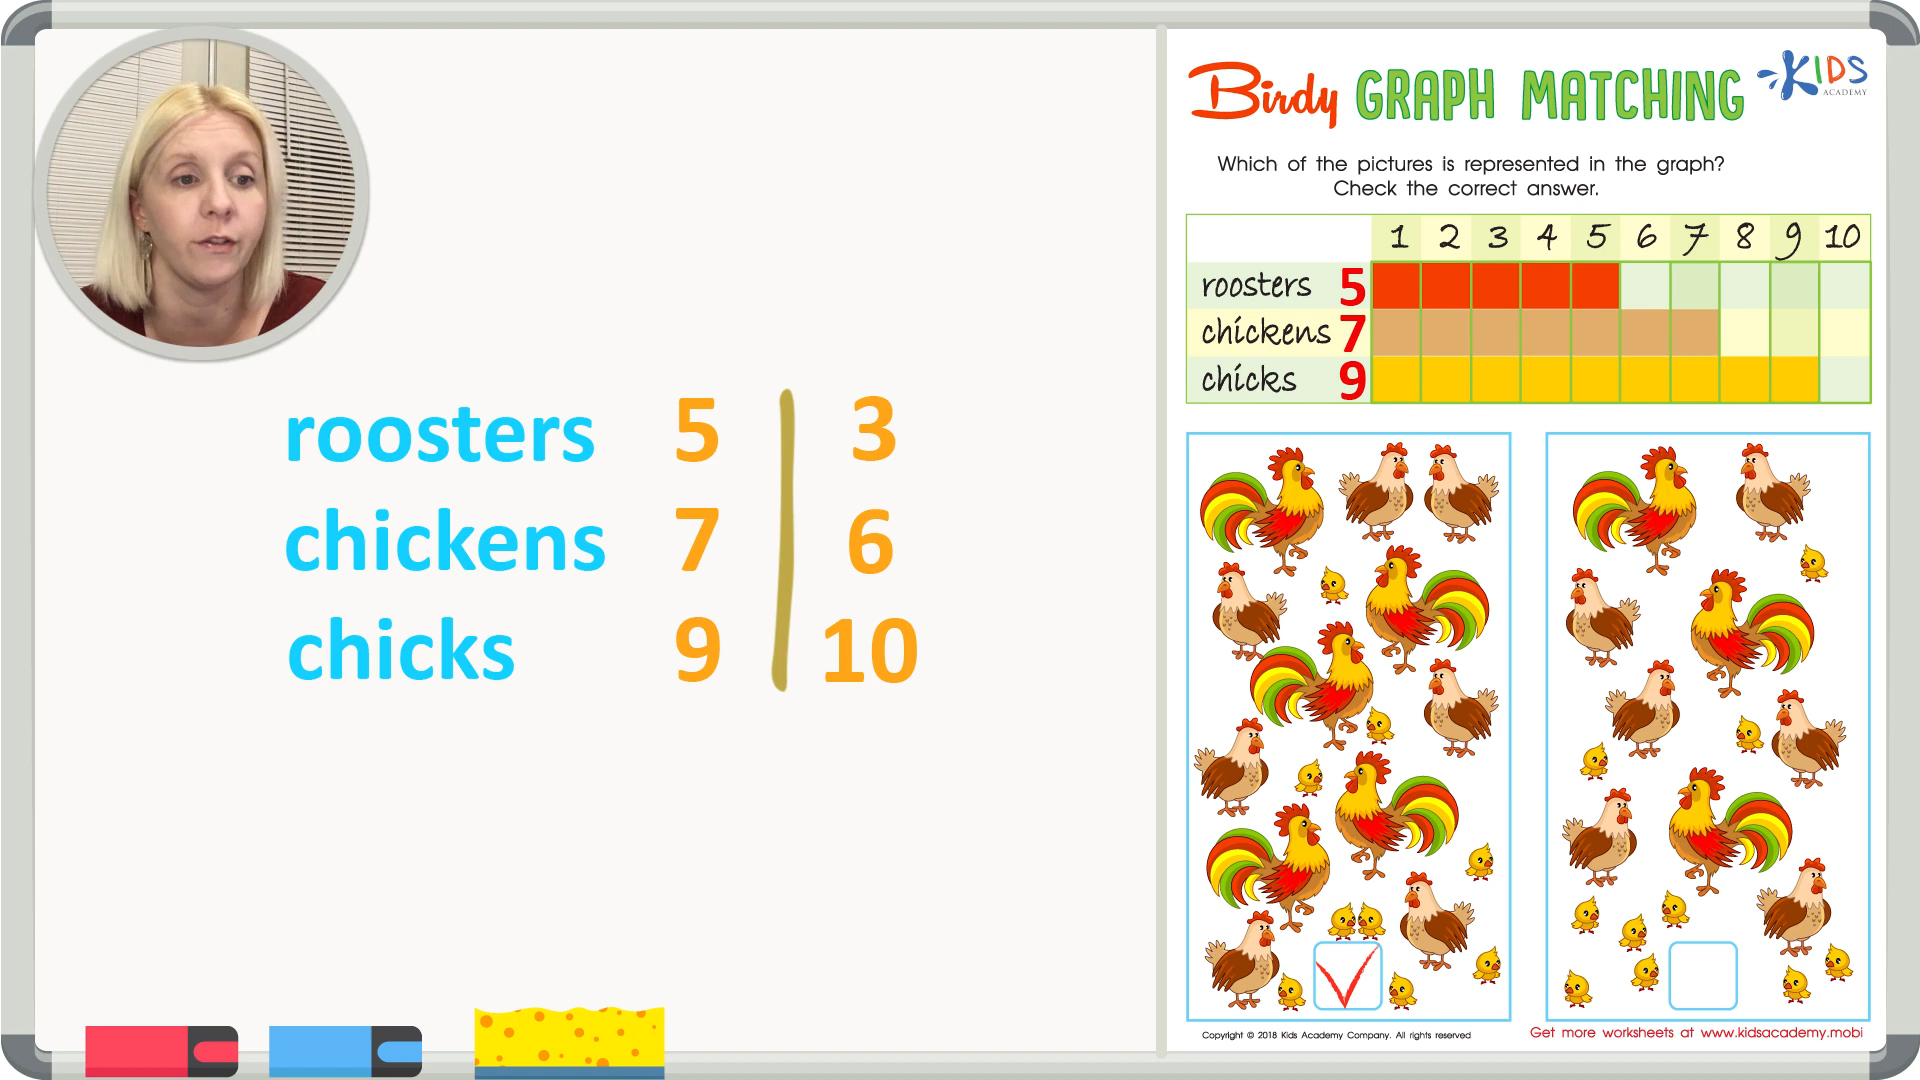 roosters 5 3
chickens 7 6
chicks 9 10
Birdy GRAPH MATCHING
KIDS
ACADEMY
Which of the pictures is represented in the graph?
Check the correct answer.
1 2 3 4 5 6 7 8 9 10
roosters 5
chickens 7
chicks 9
Copyright © 2018 Kids Academy Company. All rights reserved
Get more worksheets at www.kidsacademy.mobi